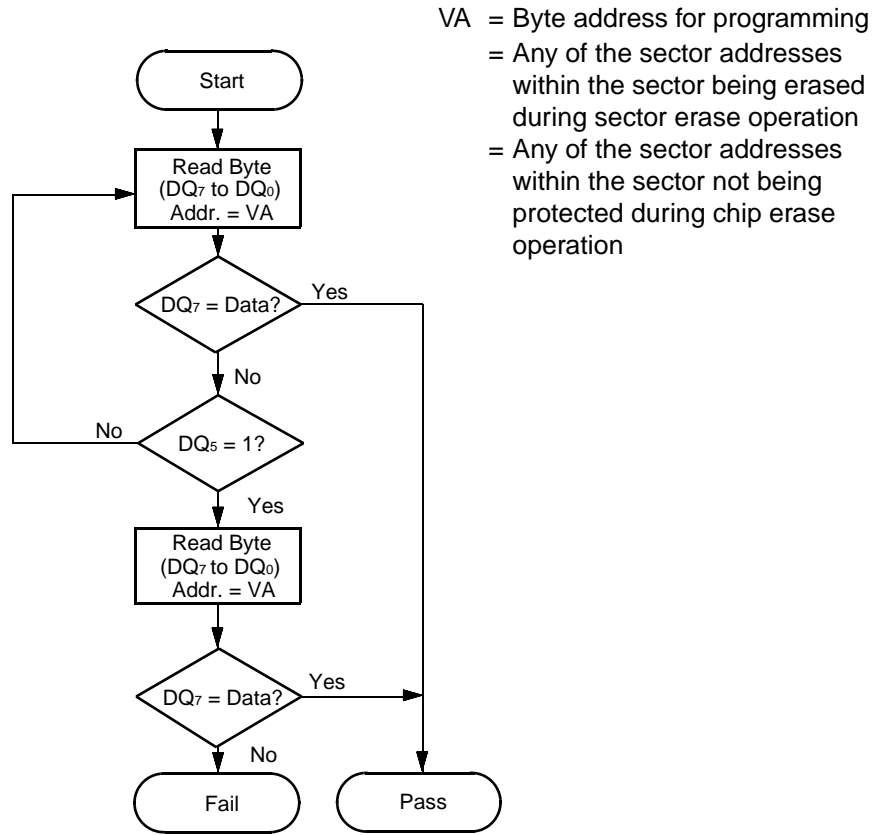 VA = Byte address for programming
= Any of the sector addresses
within the sector being erased
during sector erase operation
= Any of the sector addresses
within the sector not being
protected during chip erase
operation
Start
Read Byte
(DQ7 to DQ0)
Addr. = VA
DQ7 = Data?
Yes
No
DQ5 = 1?
No
Yes
Read Byte
(DQ7 to DQ0)
Addr. = VA
DQ7 = Data?
Yes
No
Fail
Pass